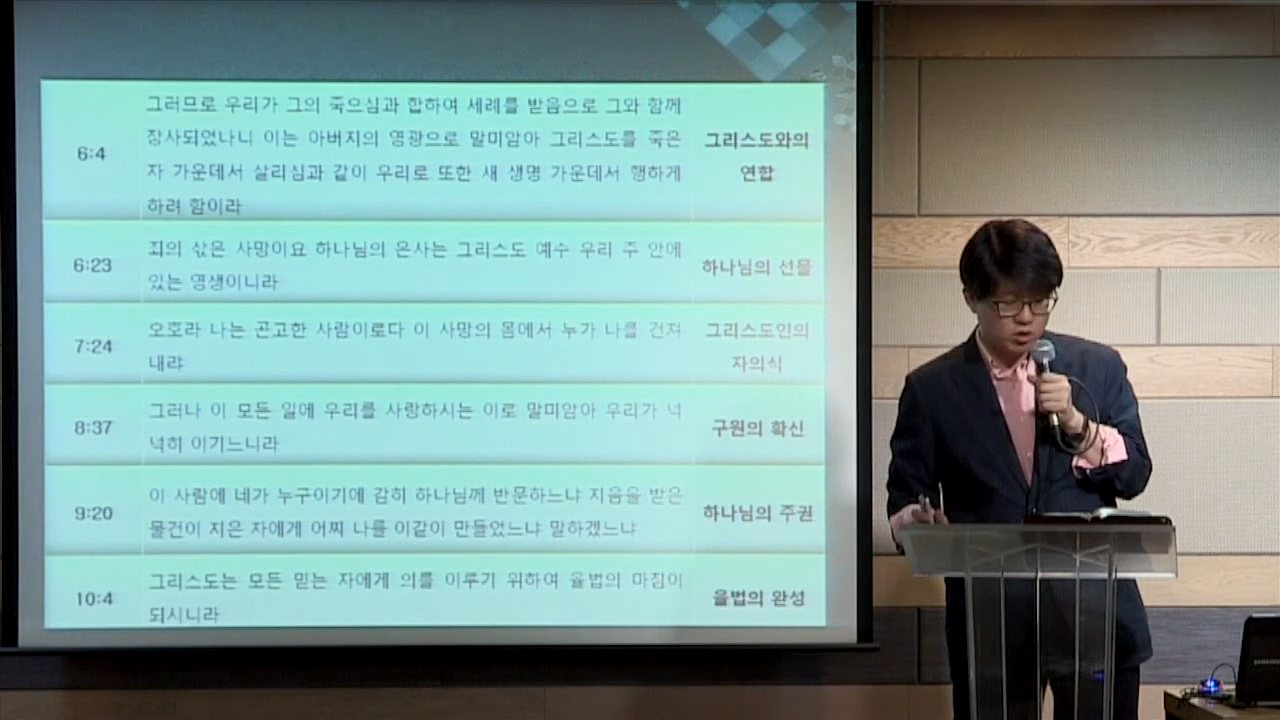 6:4
그러므로 우리가 그의 죽으심과 합하여 세례를 받음으로 그와 함께
장사되었나니 이는 아버지의 영광으로 말미암아 그리스도를 죽은
자 가운데서 살리심과 같이 우리로 또한 새 생명 가운데서 행하게
하려 함이라
그리스도와의
연합
6:23
죄의 삯은 사망이요 하나님의 은사는 그리스도 예수 우리 주 안에
있는 영생이니라
하나님의 선물
7:24
오호라 나는 곤고한 사람이로다 이 사망의 몸에서 누가 나를 건져
내랴
그리스도인의
자의식
8:37
그러나 이 모든 일에 우리를 사랑하시는 이로 말미암아 우리가 넉
넉히 이기느니라
구원의 확신
9:20
이 사람에 네가 누구이기에 감히 하나님께 반문하느냐 지음을 받은
물건이 지은 자에게 어찌 나를 이같이 만들었느냐 말하겠느냐
하나님의 주권
10:4
그리스도는 모든 믿는 자에게 의를 이루기 위하여 율법의 마침이
되시니라
율법의 완성